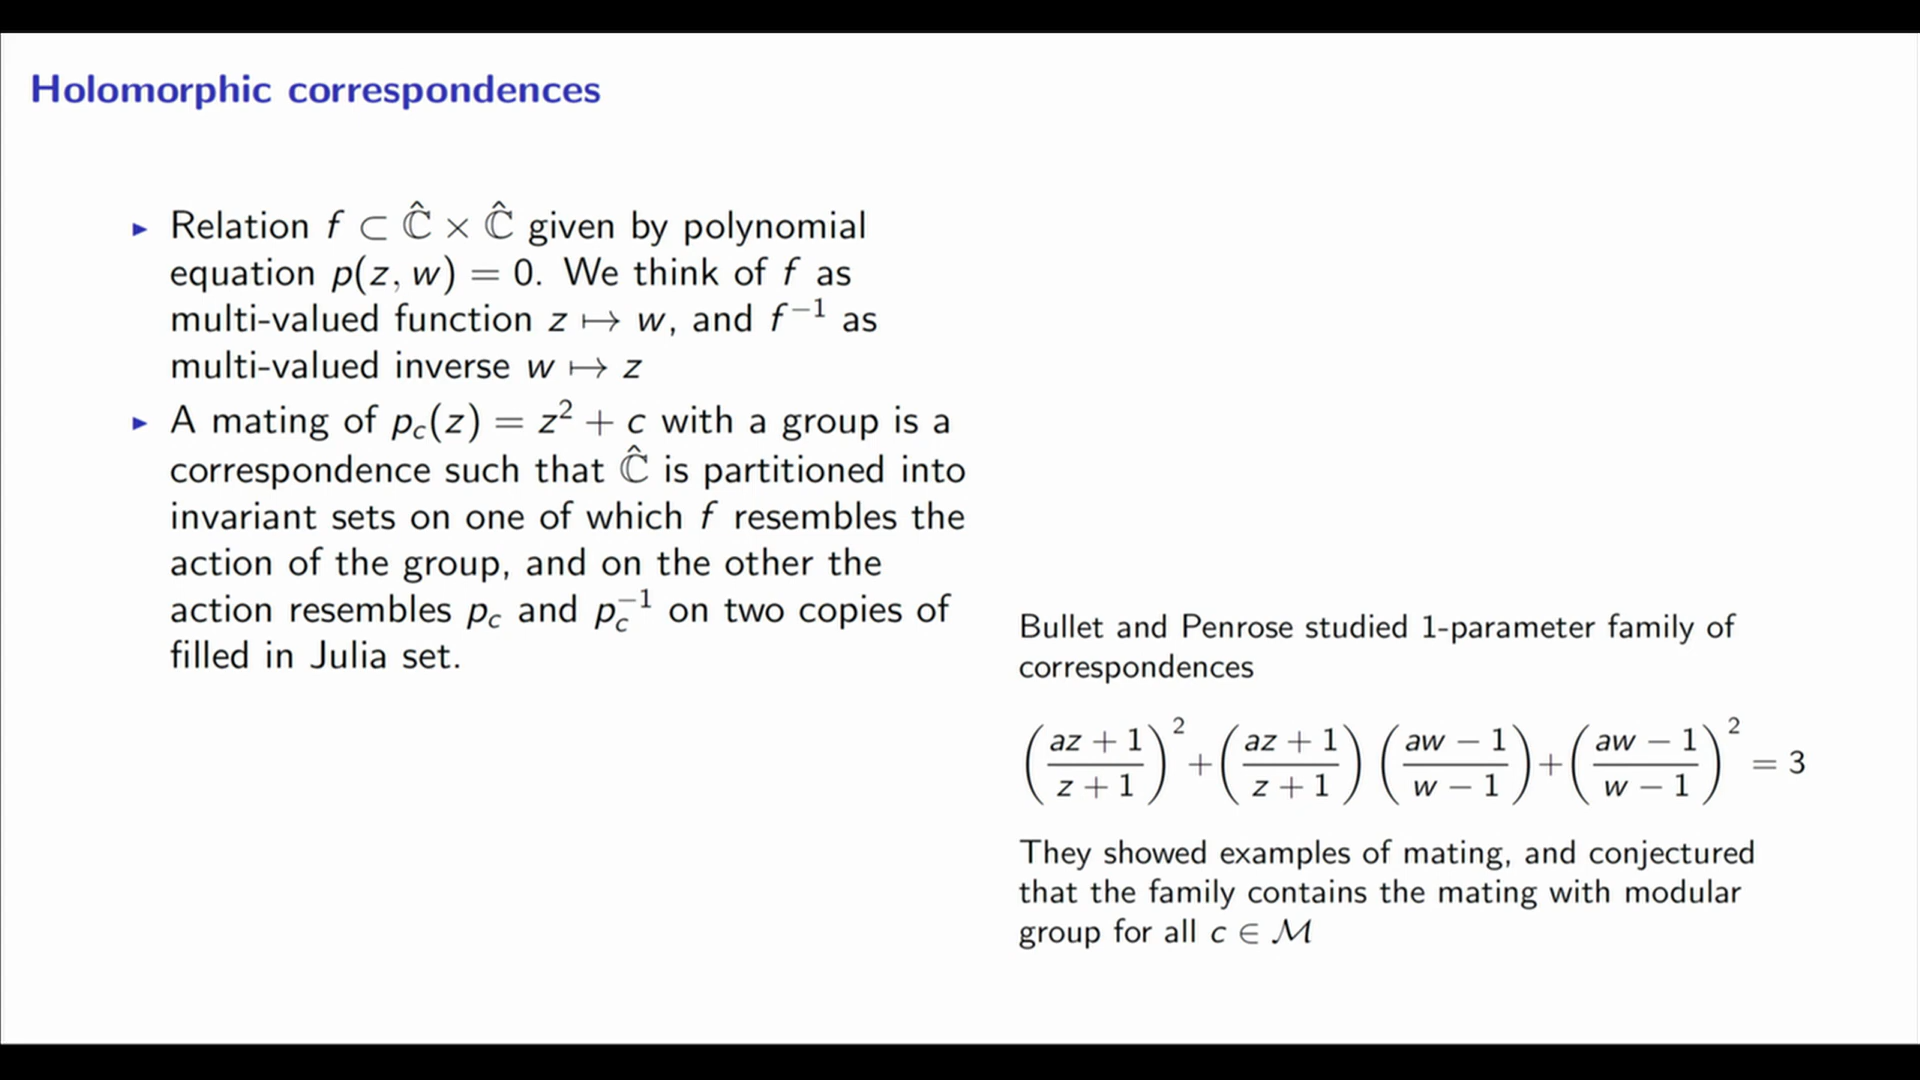 Holomorphic correspondences
▸ Relation f ⊂ Ĉ × Ĉ given by polynomial
equation p(z, w) = 0. We think of f as
multi-valued function z ↦ w, and f⁻¹ as
multi-valued inverse w ↦ z
▸ A mating of p_c(z) = z² + c with a group is a
correspondence such that Ĉ is partitioned into
invariant sets on one of which f resembles the
action of the group, and on the other the
action resembles p_c and p_c⁻¹ on two copies of
filled in Julia set.
Bullet and Penrose studied 1-parameter family of
correspondences
((az + 1)/(z + 1))² + ((az + 1)/(z + 1)) ((aw − 1)/(w − 1)) + ((aw − 1)/(w − 1))² = 3
They showed examples of mating, and conjectured
that the family contains the mating with modular
group for all c ∈ ℳ